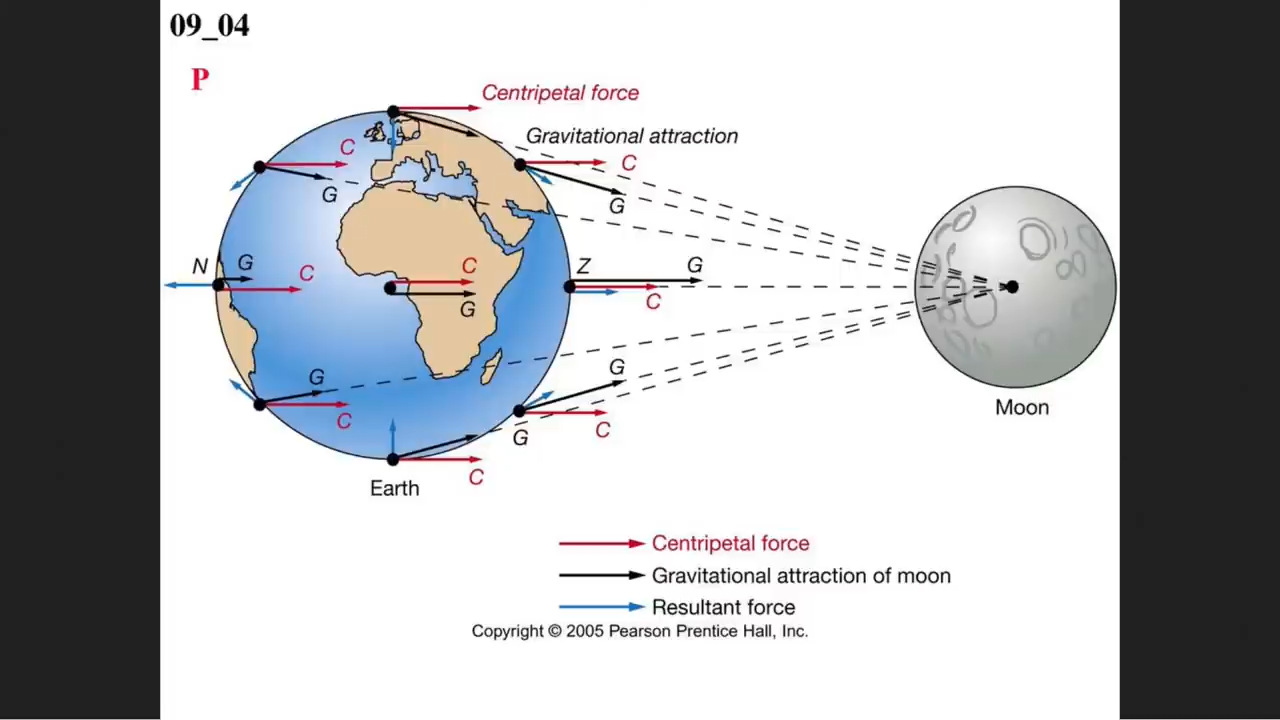 09_04
P
Centripetal force
Gravitational attraction
C
C
G
G
N
G
C
C
G
Z
G
C
G
C
G
G
C
C
Earth
Moon
Centripetal force
Gravitational attraction of moon
Resultant force
Copyright © 2005 Pearson Prentice Hall, Inc.